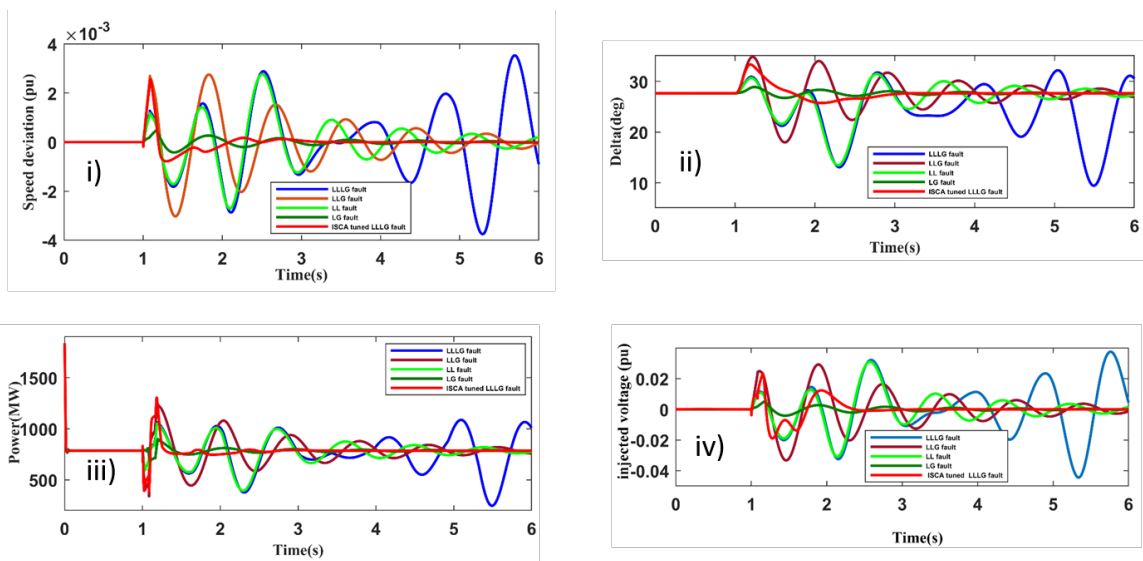 ×10⁻³
4
2
0
-2
-4
Speed deviation (pu)
i)
LLLG fault
LLG fault
LL fault
LG fault
ISCA tuned LLLG fault
0 1 2 3 4 5 6
Time(s)
30
20
10
Delta(deg)
ii)
LLLG fault
LLG fault
LL fault
LG fault
ISCA tuned LLLG fault
0 1 2 3 4 5 6
Time(s)
1500
1000
500
Power(MW)
iii)
LLLG fault
LLG fault
LL fault
LG fault
ISCA tuned LLLG fault
0 1 2 3 4 5 6
Time(s)
0.02
0
-0.02
-0.04
injected voltage (pu)
iv)
LLLG fault
LLG fault
LL fault
LG fault
ISCA tuned LLLG fault
0 1 2 3 4 5 6
Time(s)